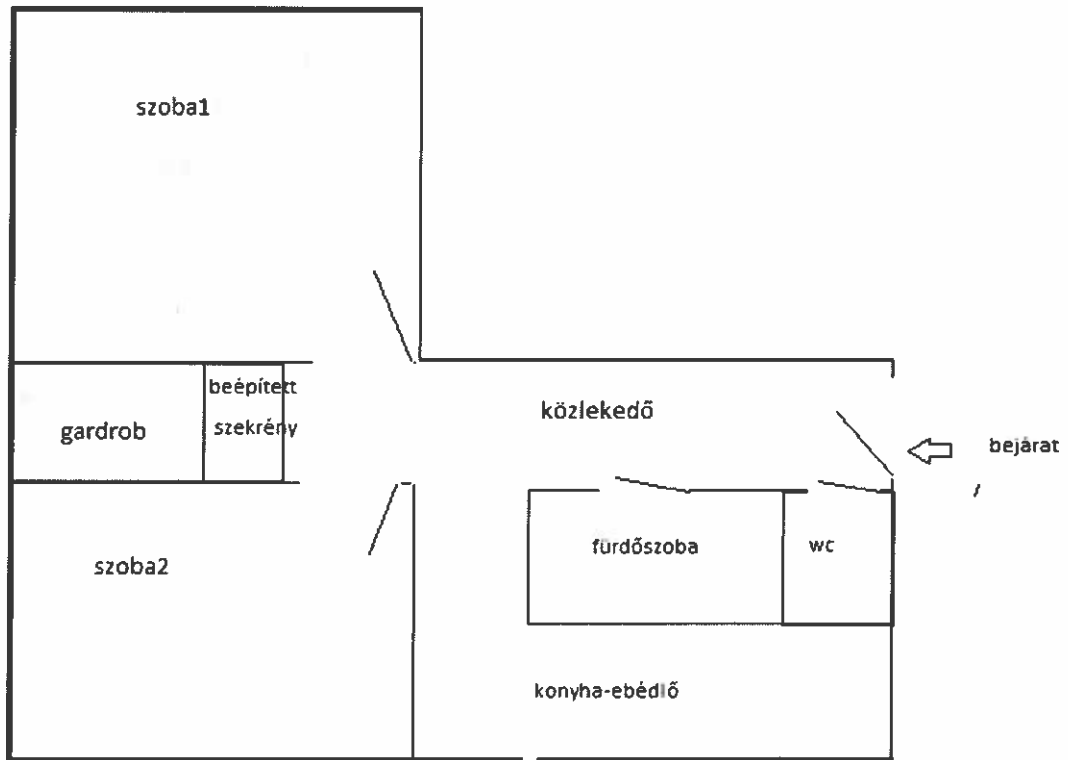 szoba1
beépített
szekrény
gardrob
közlekedő
bejárat
fürdőszoba
wc
szoba2
konyha-ebédlő